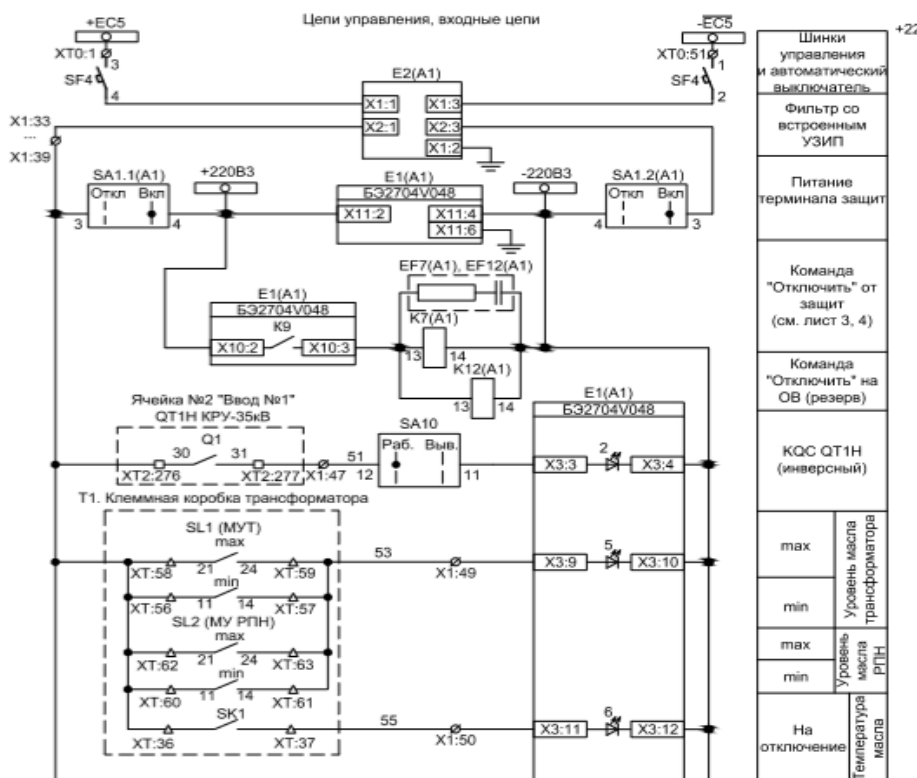 Цепи управления, входные цепи
+EC5
-EC5
+22
XT0:1
3
SF4
4
XT0:51
1
SF4
2
E2(A1)
X1:1
X1:3
X2:1
X2:3
X1:2
Шинки
управления
и автоматический
выключатель
Фильтр со
встроенным
УЗИП
X1:33
...
X1:39
SA1.1(A1)
Откл
Вкл
3
4
+220В3
E1(A1)
БЭ2704V048
X11:2
X11:4
X11:6
-220В3
SA1.2(A1)
Откл
Вкл
4
3
Питание
терминала защит
EF7(A1), EF12(A1)
E1(A1)
БЭ2704V048
X10:2
K9
X10:3
K7(A1)
13
14
K12(A1)
13
14
Команда
"Отключить" от
защит
(см. лист 3, 4)
Команда
"Отключить" на
ОВ (резерв)
Ячейка №2 "Ввод №1"
QT1H КРУ-35кВ
Q1
30
31
XT2:276
XT2:277
X1:47
51
12
SA10
Раб.
Выв.
11
E1(A1)
БЭ2704V048
X3:3
2
X3:4
KQC QT1H
(инверсный)
Т1. Клеммная коробка трансформатора
SL1 (МУТ)
max
XT:58
21
24
XT:59
53
X1:49
X3:9
5
X3:10
min
XT:56
11
14
XT:57
SL2 (МУ РПН)
max
XT:62
21
24
XT:63
min
XT:60
11
14
XT:61
SK1
XT:36
XT:37
55
X1:50
X3:11
6
X3:12
max
min
Уровень масла
трансформатора
max
min
Уровень
масла
РПН
На
отключение
Температура
масла